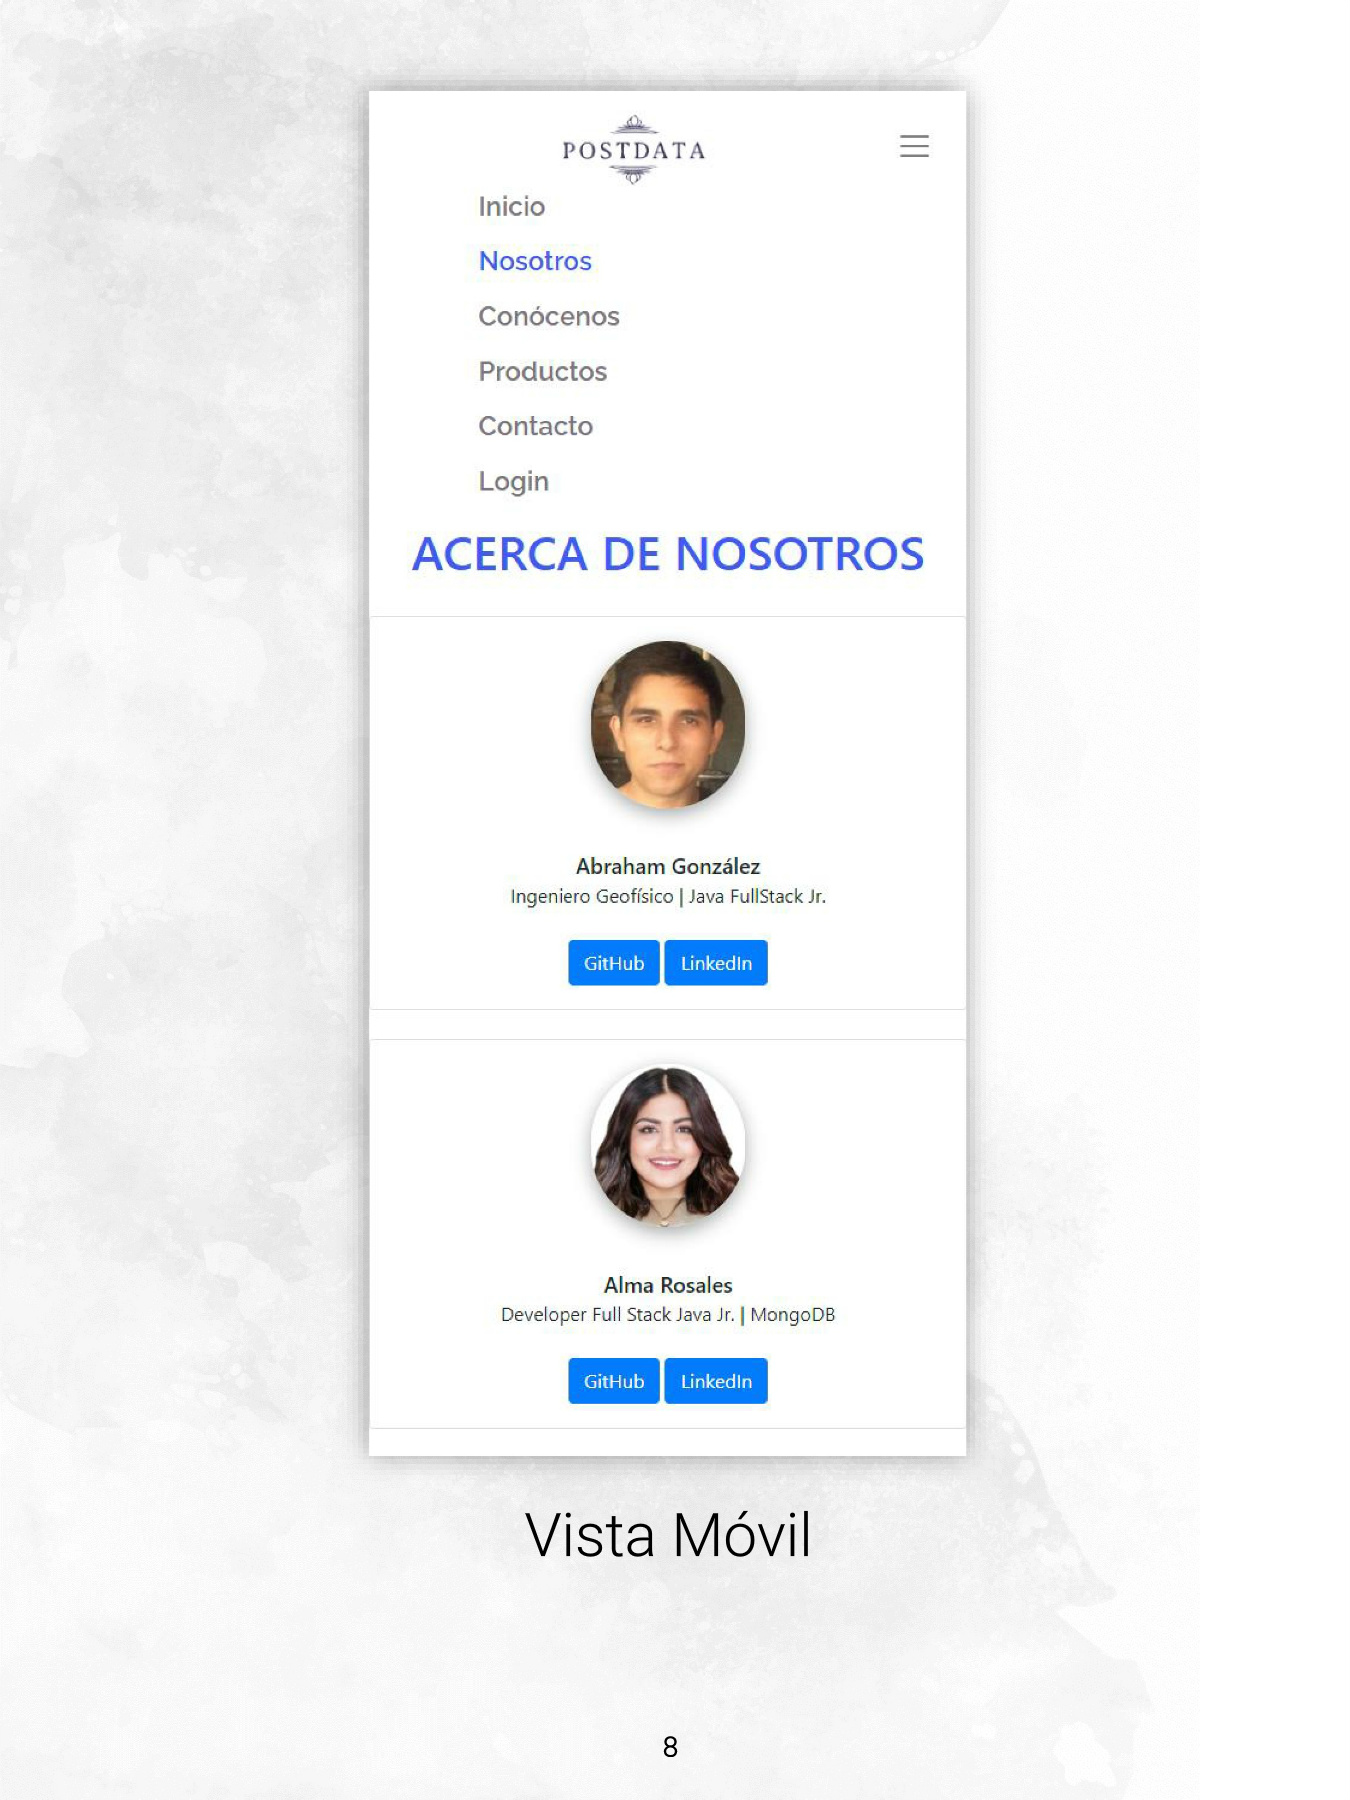 POSTDATA
Inicio
Nosotros
Conócenos
Productos
Contacto
Login
ACERCA DE NOSOTROS
Abraham González
Ingeniero Geofísico | Java FullStack Jr.
GitHub LinkedIn
Alma Rosales
Developer Full Stack Java Jr. | MongoDB
GitHub LinkedIn
Vista Móvil
8